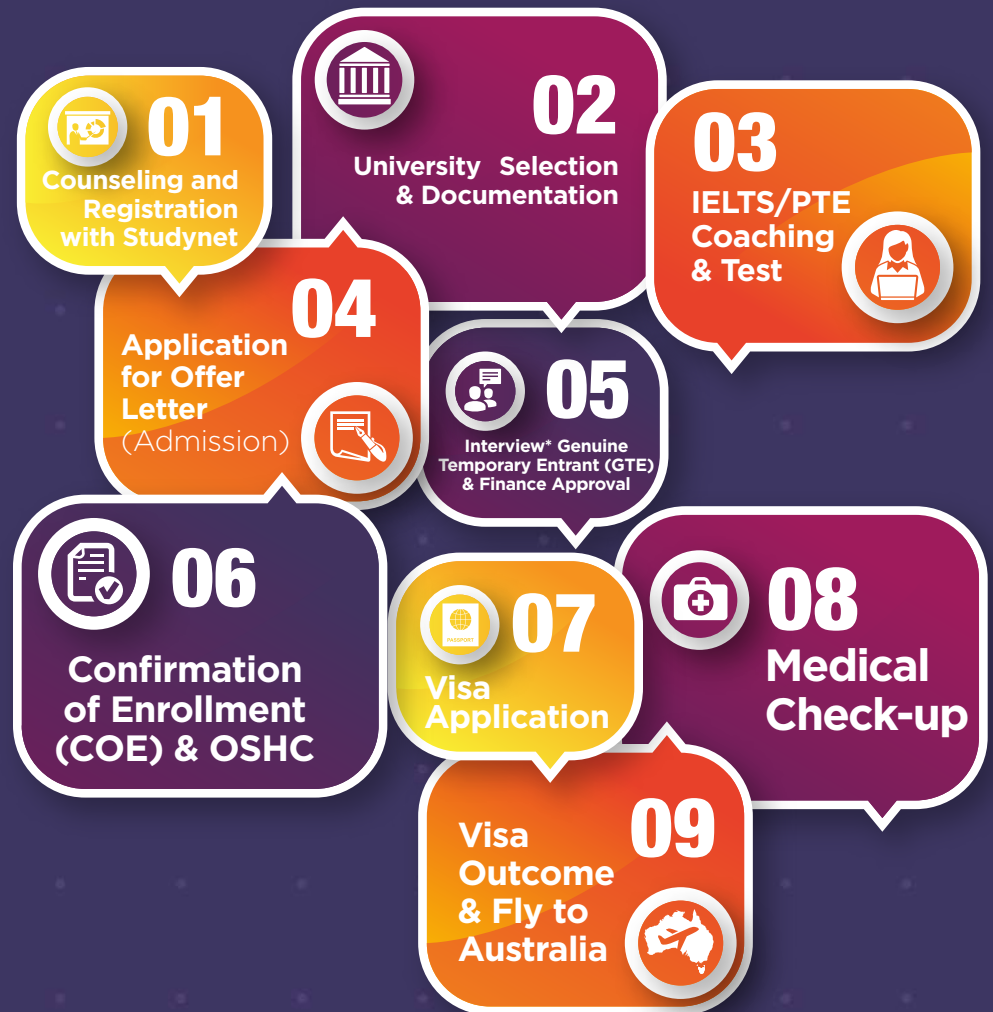 01
Counseling and
Registration
with Studynet
02
University Selection
& Documentation
03
IELTS/PTE
Coaching
& Test
04
Application
for Offer
Letter
(Admission)
05
Interview* Genuine
Temporary Entrant (GTE)
& Finance Approval
06
Confirmation
of Enrollment
(COE) & OSHC
07
PASSPORT
Visa
Application
08
Medical
Check-up
09
Visa
Outcome
& Fly to
Australia